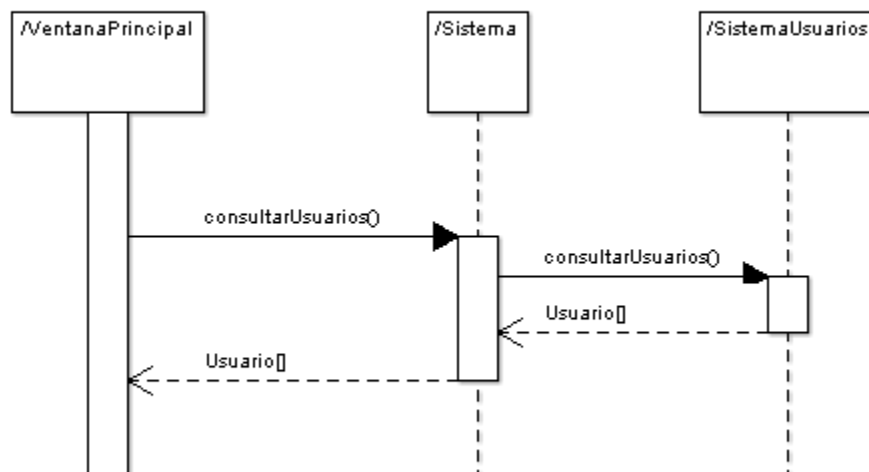 /VentanaPrincipal
/Sistema
/SistemaUsuarios
consultarUsuarios()
consultarUsuarios()
Usuario[]
Usuario[]